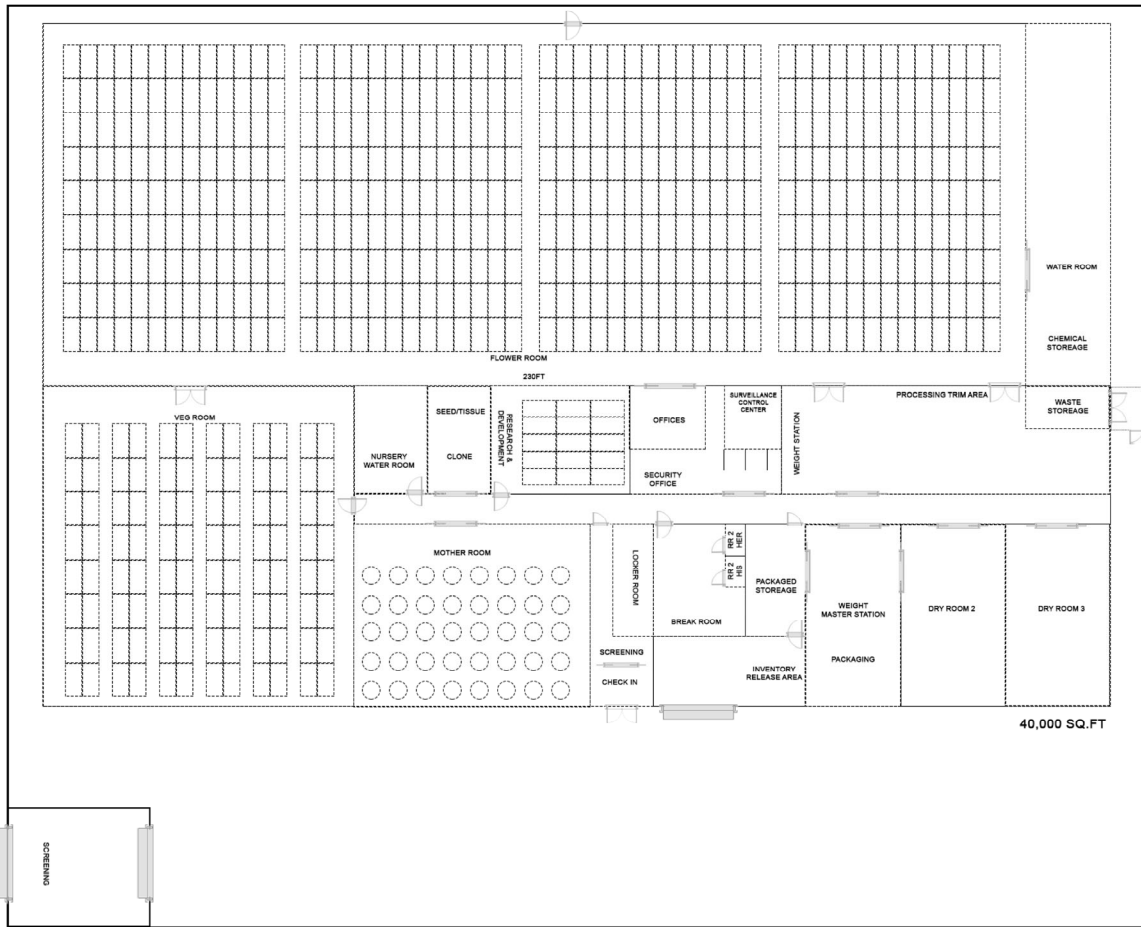 WATER ROOM
CHEMICAL
STOREAGE
FLOWER ROOM
230FT
VEG ROOM
NURSERY
WATER ROOM
SEED/TISSUE
CLONE
RESEARCH &
DEVELOPMENT
OFFICES
SECURITY
OFFICE
SURVEILLANCE
CONTROL
CENTER
WEIGHT STATION
PROCESSING TRIM AREA
WASTE
STOREAGE
MOTHER ROOM
LOCKER ROOM
SCREENING
CHECK IN
BREAK ROOM
RR 2
HER
RR 2
HIS
PACKAGED
STOREAGE
INVENTORY
RELEASE AREA
WEIGHT
MASTER STATION
PACKAGING
DRY ROOM 2
DRY ROOM 3
40,000 SQ.FT
SCREENING